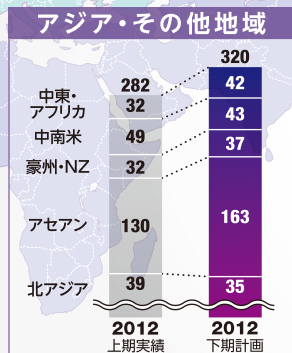 アジア・その他地域
320
282
42
中東・
アフリカ
32
43
中南米
49
37
豪州・NZ
32
アセアン
130
163
北アジア
39
35
2012
2012
上期実績
下期計画